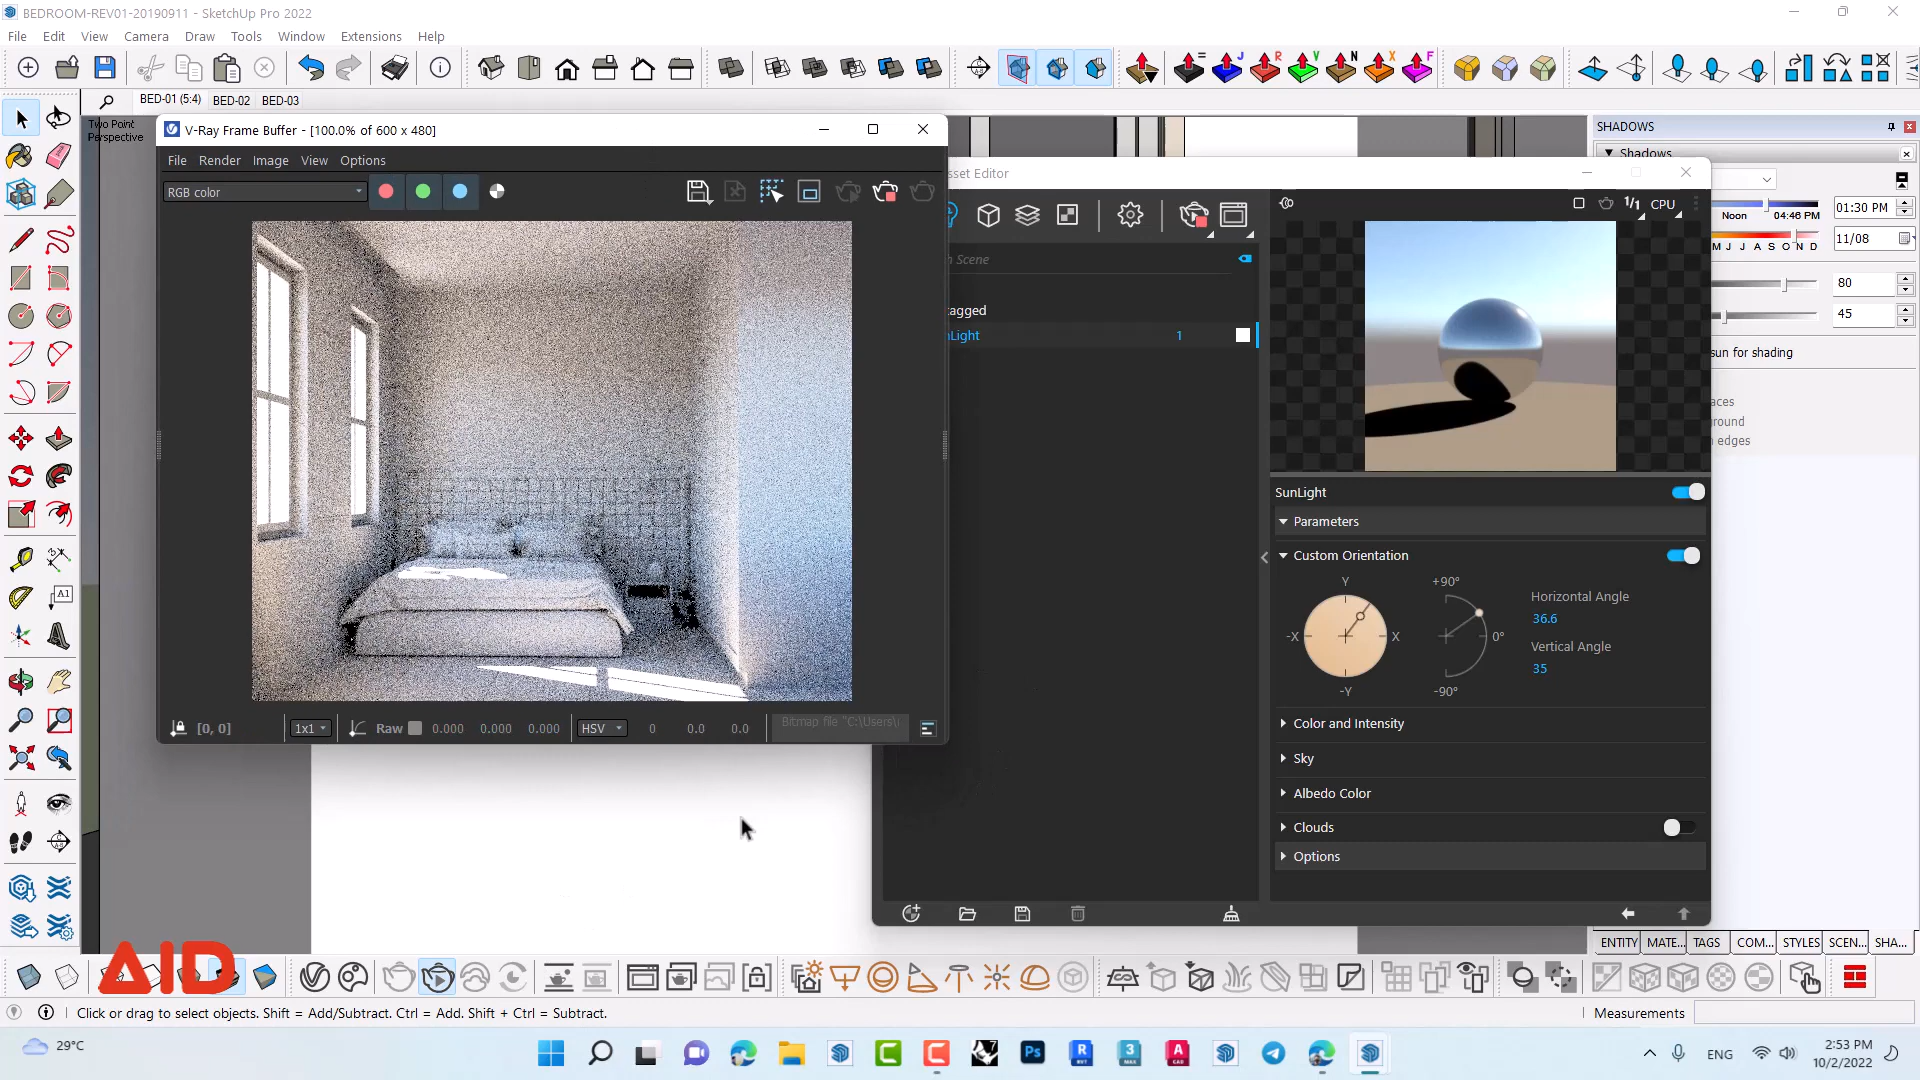 BEDROOM-REV01-20190911 - SketchUp Pro 2022
File Edit View Camera Draw Tools Window Extensions Help
BED-01 (5:4) BED-02 BED-03
Two Point
Perspective
V-Ray Frame Buffer - [100.0% of 600 x 480]
File Render Image View Options
RGB color
[0, 0] 1x1 Raw 0.000 0.000 0.000 HSV 0 0.0 0.0 Bitmap file "C:\Users\
sset Editor
CPU
1/1
Scene
tagged
Light 1
SunLight
Parameters
Custom Orientation
Y
X
-X
-Y
+90°
0°
-90°
Horizontal Angle
36.6
Vertical Angle
35
Color and Intensity
Sky
Albedo Color
Clouds
Options
SHADOWS
Shadows
Noon 04:46 PM 01:30 PM
M J J A S O N D 11/08
80
45
sun for shading
aces
round
edges
ENTITY MATE... TAGS COM... STYLES SCEN... SHA...
AID
Click or drag to select objects. Shift = Add/Subtract. Ctrl = Add. Shift + Ctrl = Subtract.
Measurements
29°C
ENG
2:53 PM
10/2/2022